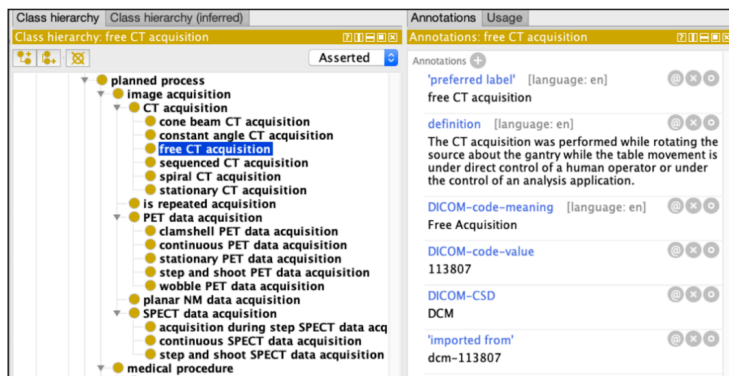 Class hierarchy Class hierarchy (inferred)
Class hierarchy: free CT acquisition
Asserted
planned process
image acquisition
CT acquisition
cone beam CT acquisition
constant angle CT acquisition
free CT acquisition
sequenced CT acquisition
spiral CT acquisition
stationary CT acquisition
is repeated acquisition
PET data acquisition
clamshell PET data acquisition
continuous PET data acquisition
stationary PET data acquisition
step and shoot PET data acquisition
wobble PET data acquisition
planar NM data acquisition
SPECT data acquisition
acquisition during step SPECT data acq
continuous SPECT data acquisition
step and shoot SPECT data acquisition
medical procedure
Annotations Usage
Annotations: free CT acquisition
Annotations
'preferred label' [language: en]
free CT acquisition
definition [language: en]
The CT acquisition was performed while rotating the
source about the gantry while the table movement is
under direct control of a human operator or under
the control of an analysis application.
DICOM-code-meaning [language: en]
Free Acquisition
DICOM-code-value
113807
DICOM-CSD
DCM
'imported from'
dcm-113807